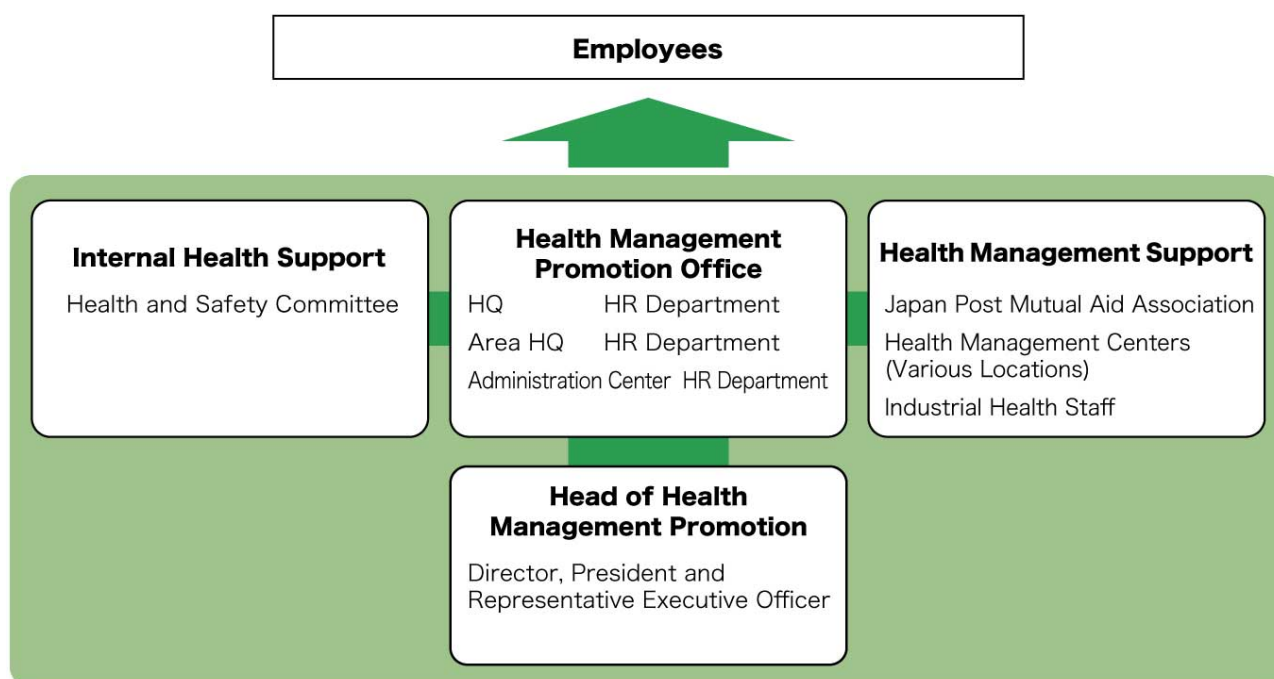 Employees
Internal Health Support
Health and Safety Committee
Health Management
Promotion Office
HQ HR Department
Area HQ HR Department
Administration Center HR Department
Health Management Support
Japan Post Mutual Aid Association
Health Management Centers
(Various Locations)
Industrial Health Staff
Head of Health
Management Promotion
Director, President and
Representative Executive Officer